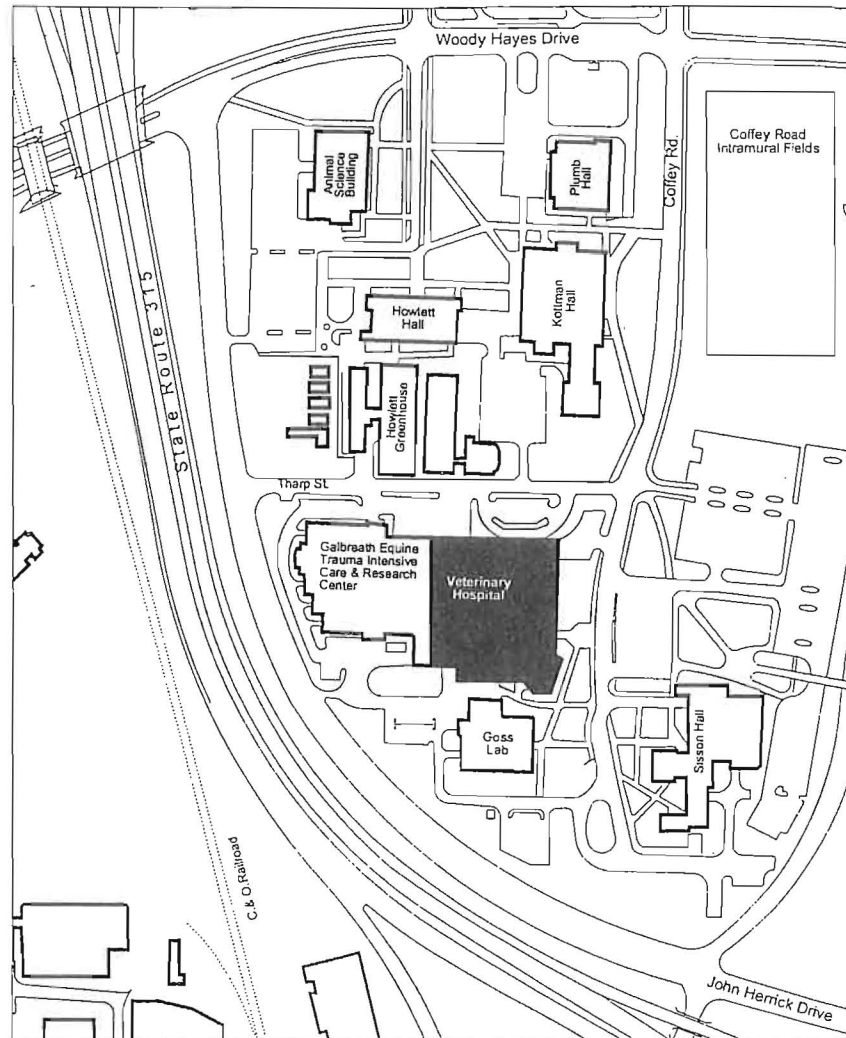 Woody Hayes Drive
Coffey Road
Intramural Fields
Animal
Science
Building
Plumb
Hall
Coffey Rd.
State Route 315
Howlett
Hall
Kottman
Hall
Howlett
Greenhouse
Tharp St.
Galbreath Equine
Trauma Intensive
Care & Research
Center
Veterinary
Hospital
Goss
Lab
Sisson Hall
C.& O.Railroad
John Herrick Drive